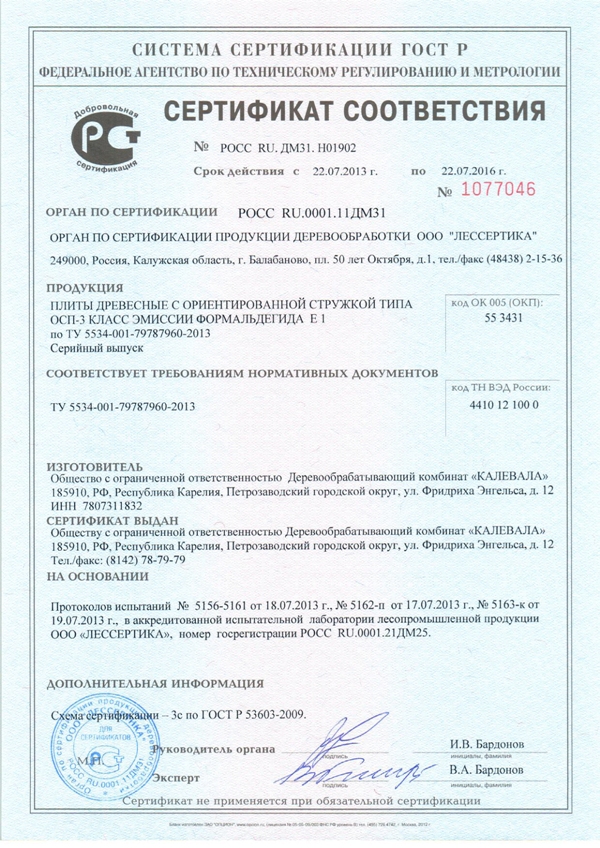 СИСТЕМА СЕРТИФИКАЦИИ ГОСТ Р
ФЕДЕРАЛЬНОЕ АГЕНТСТВО ПО ТЕХНИЧЕСКОМУ РЕГУЛИРОВАНИЮ И МЕТРОЛОГИИ
Добровольная
РСТ
сертификация
СЕРТИФИКАТ СООТВЕТСТВИЯ
№ РОСС RU. ДМ31. Н01902
Срок действия с 22.07.2013 г. по 22.07.2016 г.
№ 1077046
ОРГАН ПО СЕРТИФИКАЦИИ РОСС RU.0001.11ДМ31
ОРГАН ПО СЕРТИФИКАЦИИ ПРОДУКЦИИ ДЕРЕВООБРАБОТКИ ООО "ЛЕССЕРТИКА"
249000, Россия, Калужская область, г. Балабаново, пл. 50 лет Октября, д.1, тел./факс (48438) 2-15-36
ПРОДУКЦИЯ
ПЛИТЫ ДРЕВЕСНЫЕ С ОРИЕНТИРОВАННОЙ СТРУЖКОЙ ТИПА
ОСП-3 КЛАСС ЭМИССИИ ФОРМАЛЬДЕГИДА Е 1
по ТУ 5534-001-79787960-2013
Серийный выпуск
код ОК 005 (ОКП):
55 3431
СООТВЕТСТВУЕТ ТРЕБОВАНИЯМ НОРМАТИВНЫХ ДОКУМЕНТОВ
ТУ 5534-001-79787960-2013
код ТН ВЭД России:
4410 12 100 0
ИЗГОТОВИТЕЛЬ
Общество с ограниченной ответственностью Деревообрабатывающий комбинат «КАЛЕВАЛА»
185910, РФ, Республика Карелия, Петрозаводский городской округ, ул. Фридриха Энгельса, д. 12
ИНН 7807311832
СЕРТИФИКАТ ВЫДАН
Обществу с ограниченной ответственностью Деревообрабатывающий комбинат «КАЛЕВАЛА»
185910, РФ, Республика Карелия, Петрозаводский городской округ, ул. Фридриха Энгельса, д. 12
Тел./факс: (8142) 78-79-79
НА ОСНОВАНИИ
Протоколов испытаний № 5156-5161 от 18.07.2013 г., № 5162-п от 17.07.2013 г., № 5163-к от
19.07.2013 г., в аккредитованной испытательной лаборатории лесопромышленной продукции
ООО «ЛЕССЕРТИКА», номер госрегистрации РОСС RU.0001.21ДМ25.
ДОПОЛНИТЕЛЬНАЯ ИНФОРМАЦИЯ
Схема сертификации – 3с по ГОСТ Р 53603-2009.
ООО "ЛЕССЕРТИКА"
ДЛЯ
СЕРТИФИКАТОВ
РОСС RU.0001.11ДМ31
М.П.
Руководитель органа
подпись
И.В. Бардонов
инициалы, фамилия
Эксперт
подпись
В.А. Бардонов
инициалы, фамилия
Сертификат не применяется при обязательной сертификации